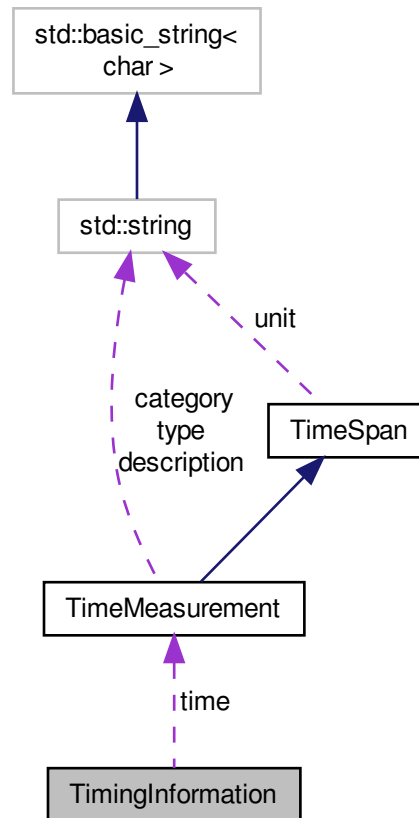 std::basic_string<
char >
std::string
unit
category
type
description
TimeSpan
TimeMeasurement
time
TimingInformation